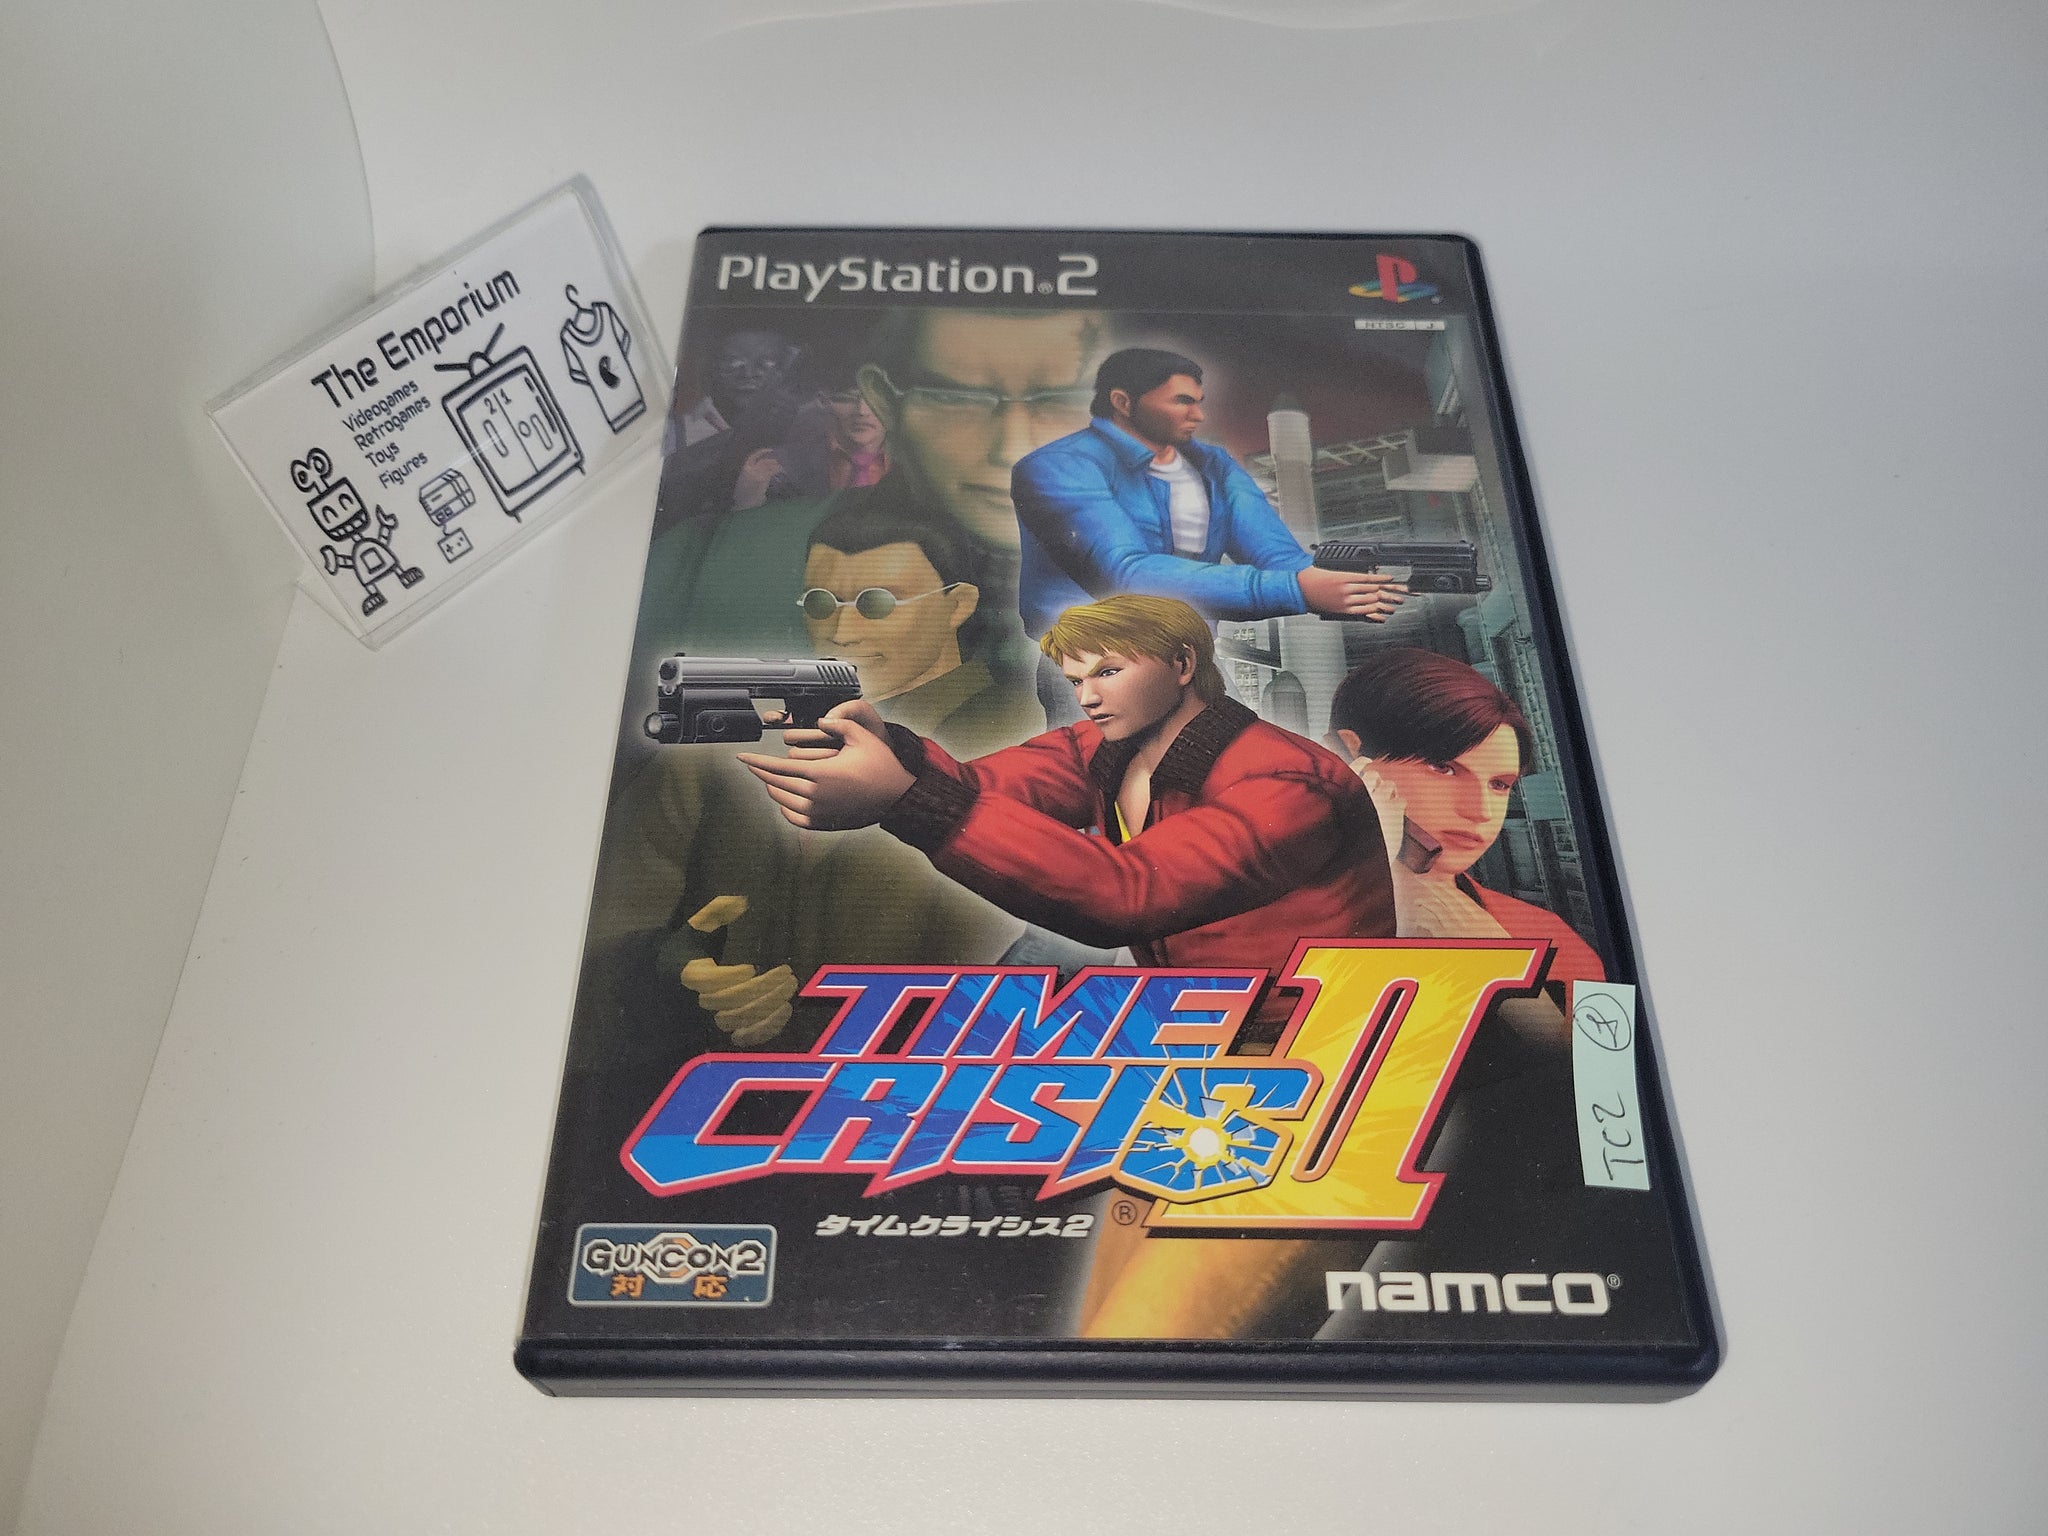 The Emporium
Videogames
Retrogames
Toys
Figures
21
PlayStation®2
NTSC J
TIME
CRISIS II
タイムクライシス2 ®
GUNCON2
対応
namco®
TC2